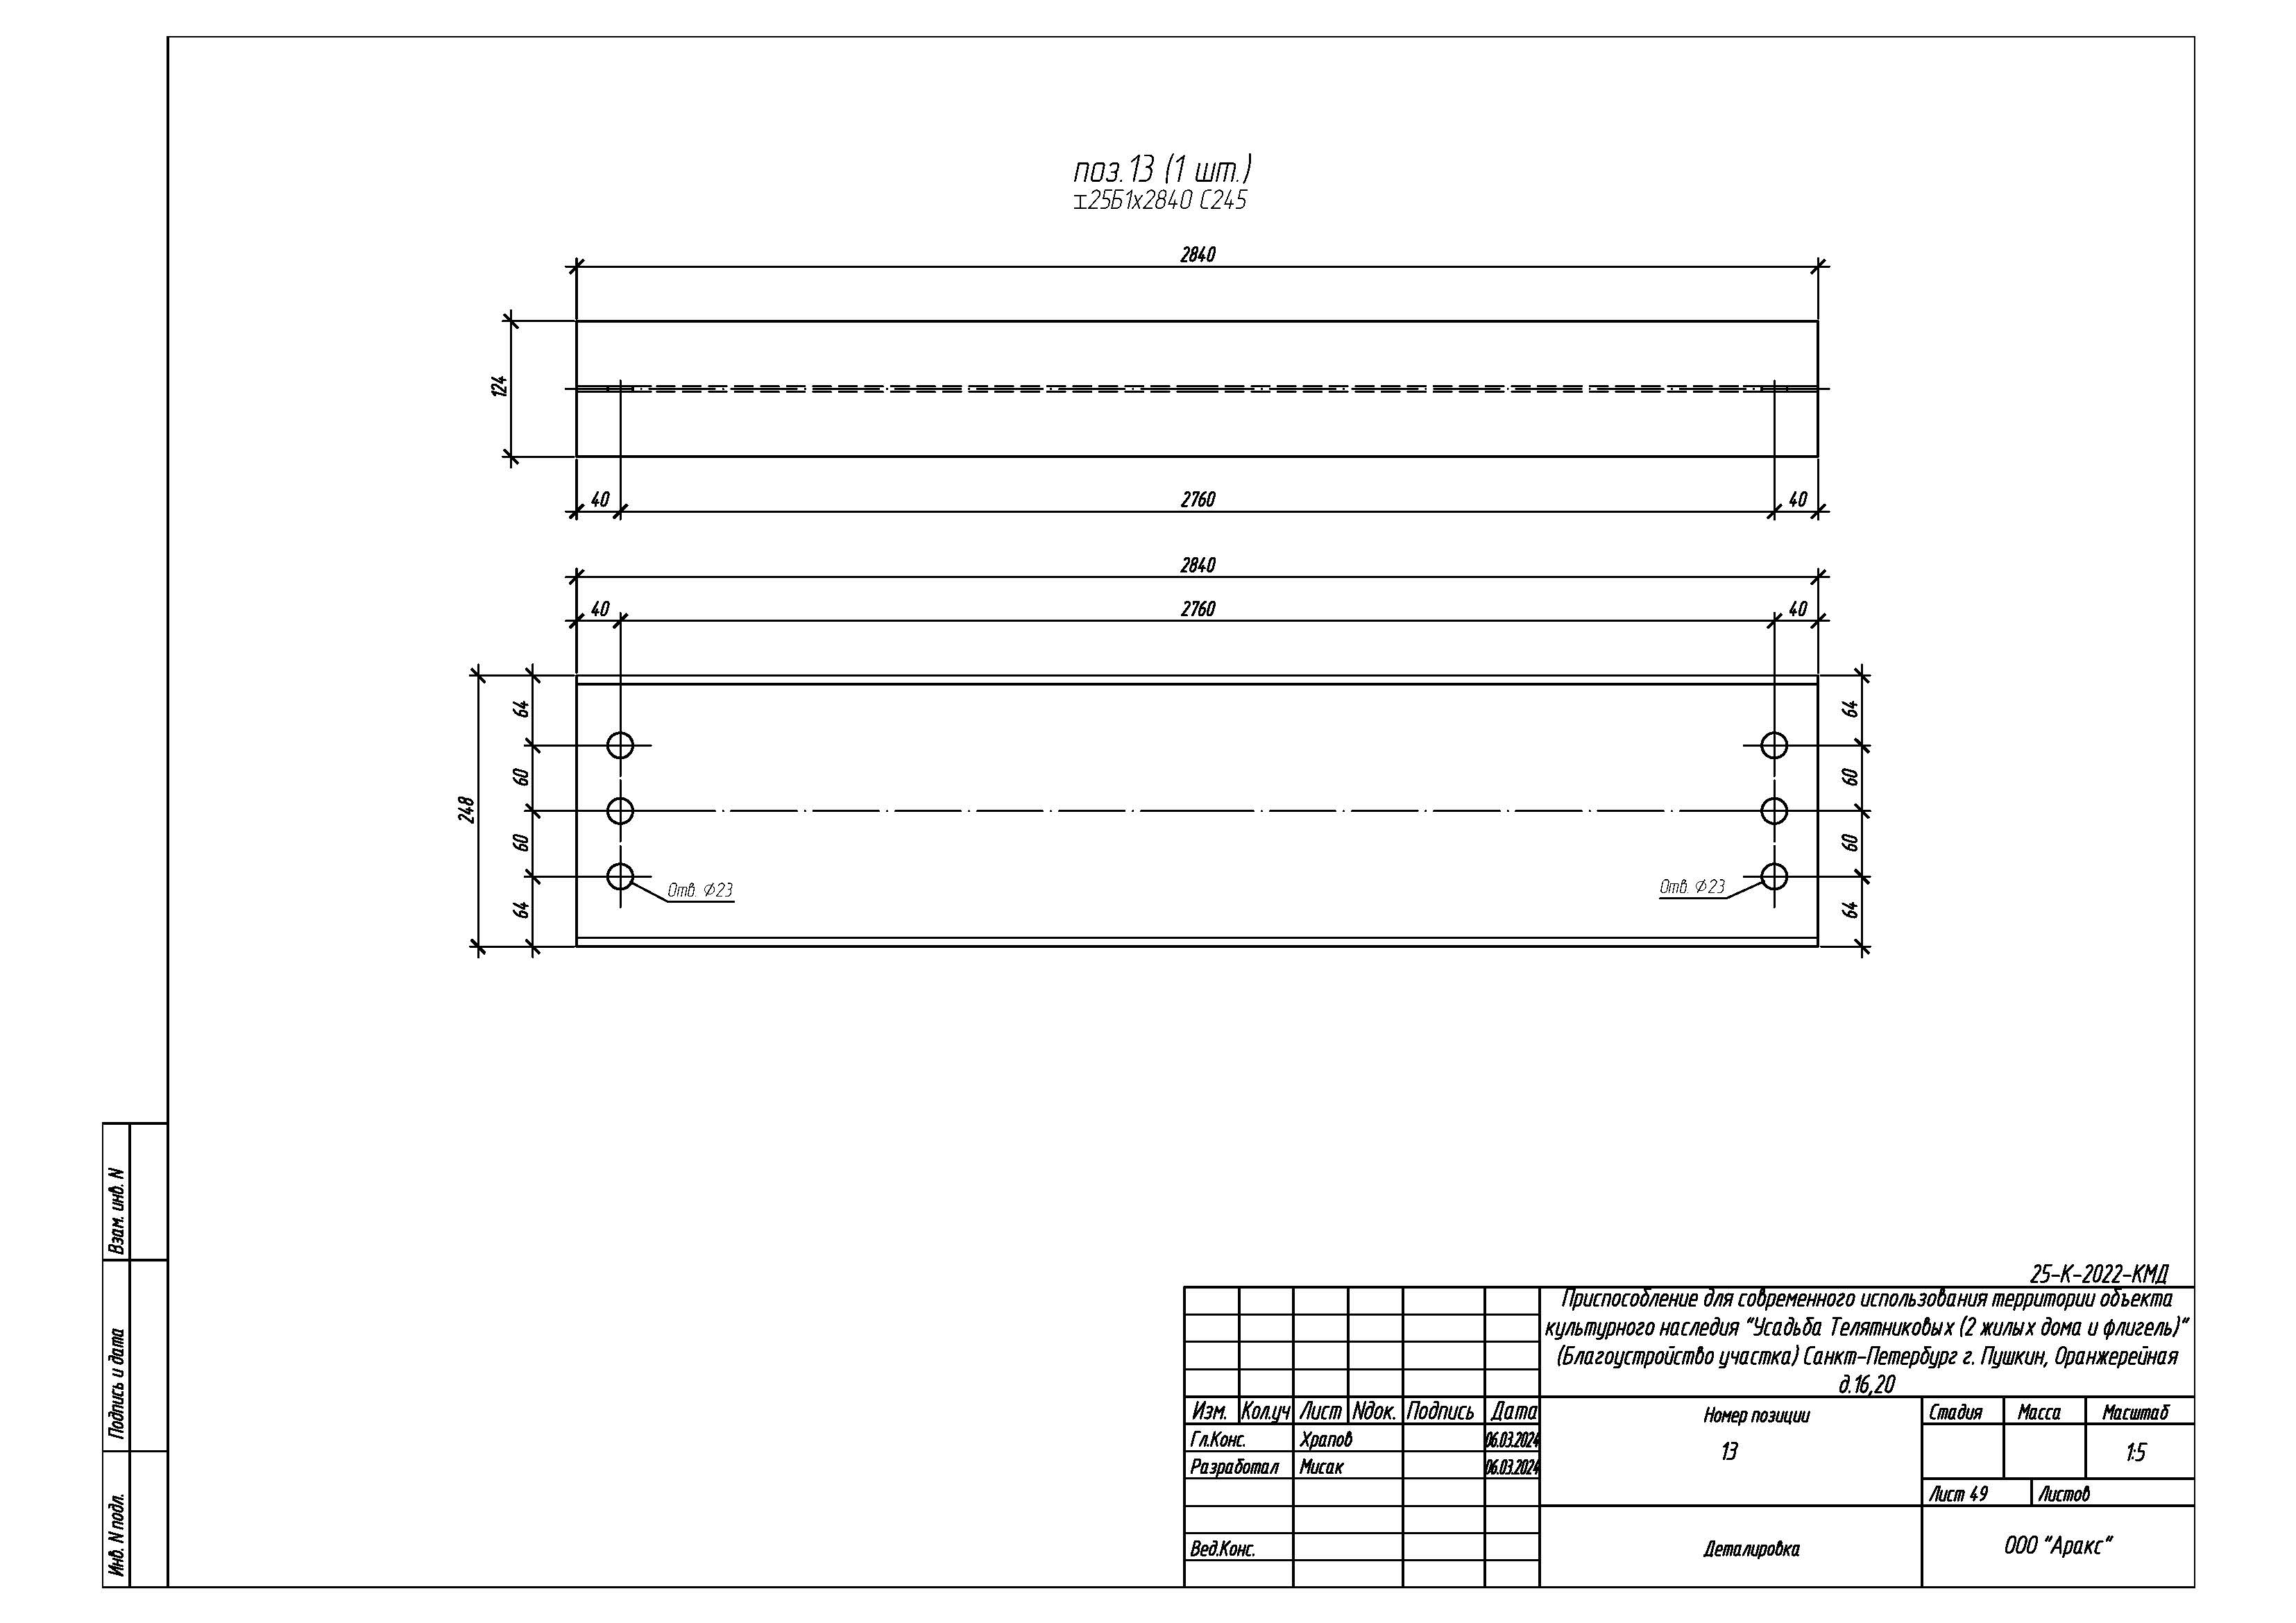 поз.13 (1 шт.)
⌶25Б1х2840 С245
2840
124
40
2760
40
2840
40
2760
40
248
64
60
60
64
64
60
60
64
Отв. ⌀23
Отв. ⌀23
Взам. инв. N
Подпись и дата
Инв. N подл.
25-К-2022-КМД
Приспособление для современного использования территории объекта
культурного наследия "Усадьба Телятниковых (2 жилых дома и флигель)"
(Благоустройство участка) Санкт-Петербург г. Пушкин, Оранжерейная
д.16,20
Изм. Кол.уч Лист Nдок. Подпись Дата
Гл.Конс. Храпов 06.03.2024
Разработал Мисак 06.03.2024
Вед.Конс.
Номер позиции
13
Стадия Масса Масштаб
1:5
Лист 49 Листов
Деталировка
ООО "Аракс"